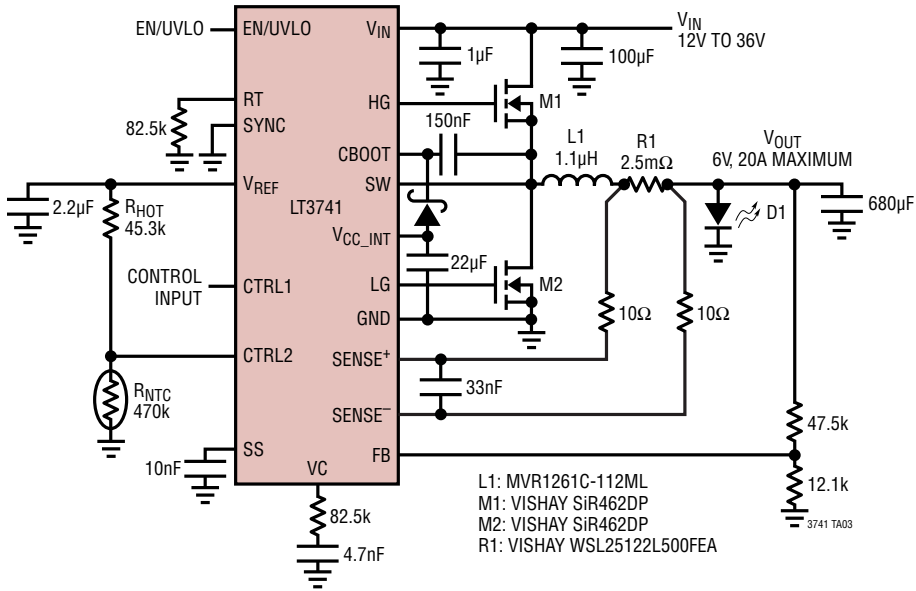 EN/UVLO
EN/UVLO
VIN
VIN
12V TO 36V
1µF
100µF
RT
82.5k
SYNC
HG
M1
150nF
CBOOT
L1
1.1µH
R1
2.5mΩ
VOUT
6V, 20A MAXIMUM
VREF
SW
LT3741
2.2µF
RHOT
45.3k
D1
680µF
VCC_INT
22µF
CONTROL
INPUT
CTRL1
LG
M2
10Ω
10Ω
GND
CTRL2
SENSE+
33nF
RNTC
470k
SENSE–
47.5k
SS
10nF
FB
VC
12.1k
82.5k
4.7nF
L1: MVR1261C-112ML
M1: VISHAY SiR462DP
M2: VISHAY SiR462DP
R1: VISHAY WSL25122L500FEA
3741 TA03